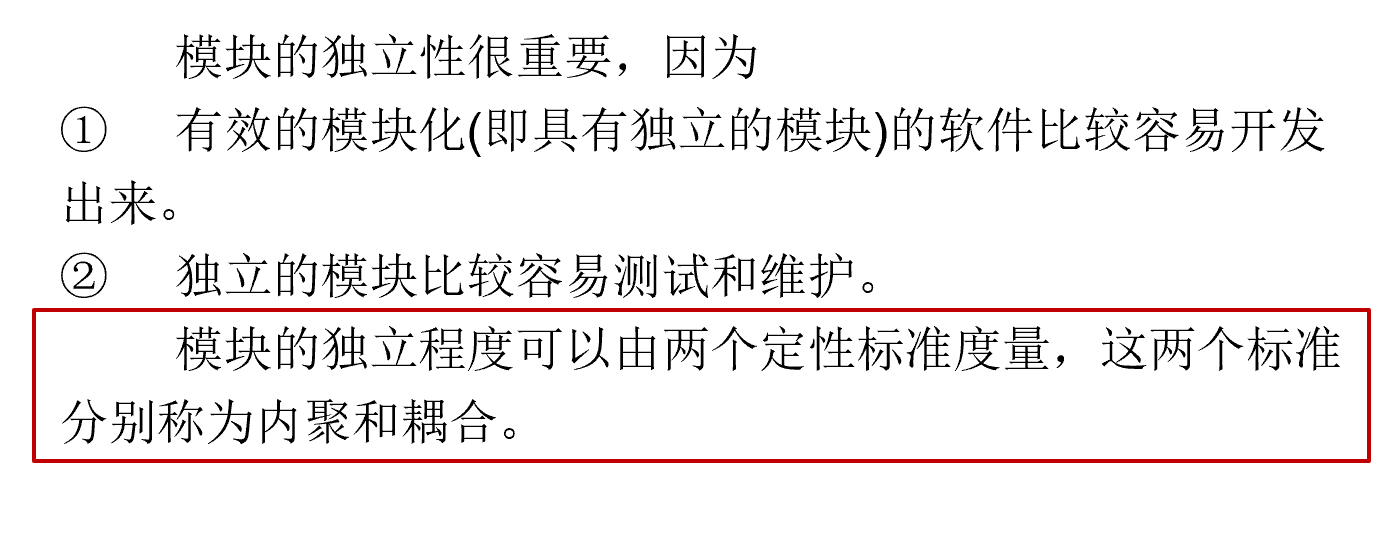 模块的独立性很重要，因为
① 有效的模块化(即具有独立的模块)的软件比较容易开发
出来。
② 独立的模块比较容易测试和维护。
模块的独立程度可以由两个定性标准度量，这两个标准
分别称为内聚和耦合。